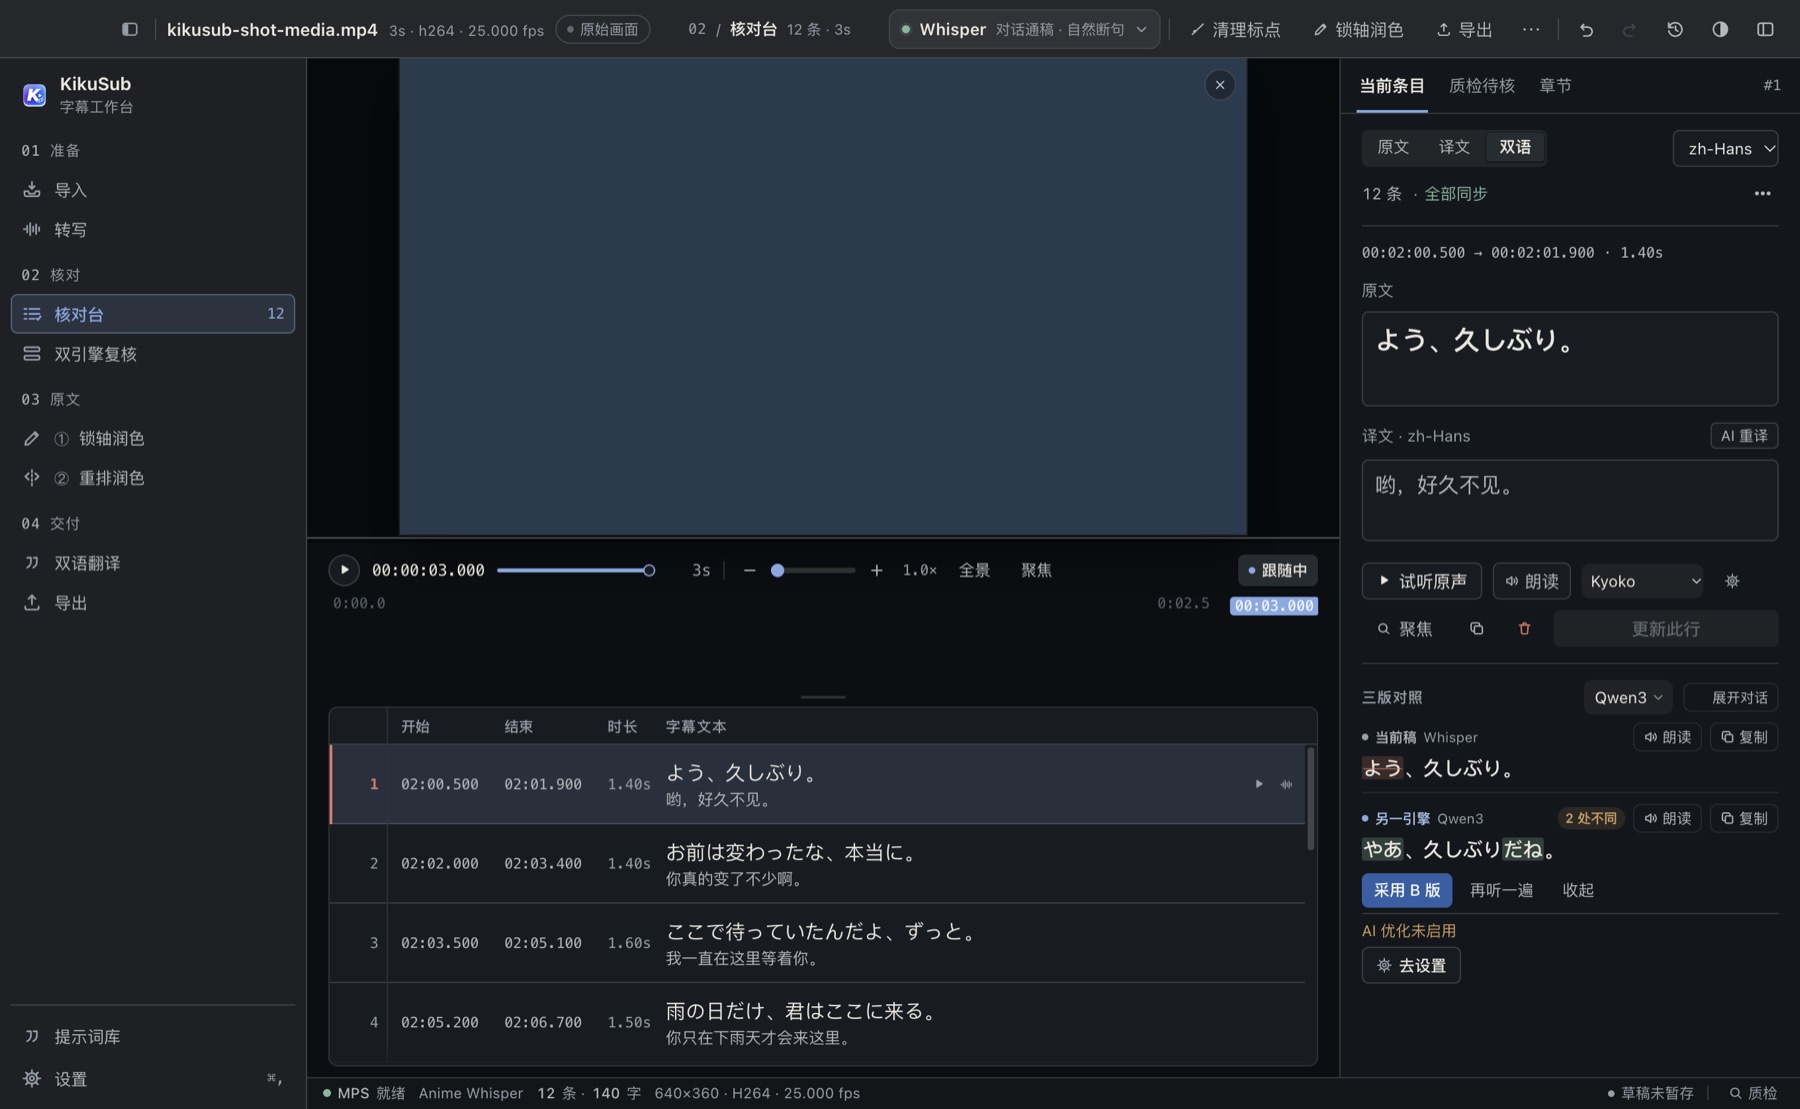 kikusub-shot-media.mp4 3s · h264 · 25.000 fps 原始画面 02 / 核对台 12 条 · 3s Whisper 对话通稿 · 自然断句 清理标点 锁轴润色 导出 ···
KikuSub
字幕工作台
01 准备
导入
转写
02 核对
核对台 12
双引擎复核
03 原文
① 锁轴润色
② 重排润色
04 交付
双语翻译
导出
提示词库
设置 ⌘,
00:00:03.000 3s − + 1.0× 全景 聚焦 跟随中
0:00.0 0:02.5 00:03.000
开始 结束 时长 字幕文本
1 02:00.500 02:01.900 1.40s よう、久しぶり。
哟，好久不见。
2 02:02.000 02:03.400 1.40s お前は変わったな、本当に。
你真的变了不少啊。
3 02:03.500 02:05.100 1.60s ここで待っていたんだよ、ずっと。
我一直在这里等着你。
4 02:05.200 02:06.700 1.50s 雨の日だけ、君はここに来る。
你只在下雨天才会来这里。
MPS 就绪 Anime Whisper 12 条 · 140 字 640×360 · H264 · 25.000 fps 草稿未暂存 质检
当前条目 质检待核 章节 #1
原文 译文 双语 zh-Hans
12 条 · 全部同步 •••
00:02:00.500 → 00:02:01.900 · 1.40s
原文
よう、久しぶり。
译文 · zh-Hans AI 重译
哟，好久不见。
试听原声 朗读 Kyoko
聚焦 更新此行
三版对照 Qwen3 展开对话
当前稿 Whisper 朗读 复制
よう、久しぶり。
另一引擎 Qwen3 2 处不同 朗读 复制
やあ、久しぶりだね。
采用 B 版 再听一遍 收起
AI 优化未启用
去设置